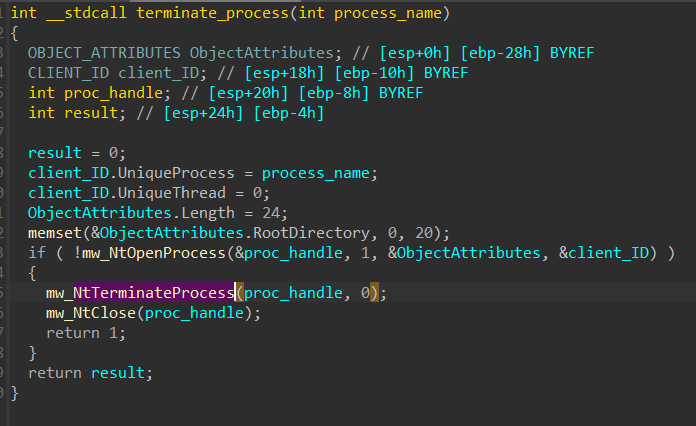 int __stdcall terminate_process(int process_name)
{
  OBJECT_ATTRIBUTES ObjectAttributes; // [esp+0h] [ebp-28h] BYREF
  CLIENT_ID client_ID; // [esp+18h] [ebp-10h] BYREF
  int proc_handle; // [esp+20h] [ebp-8h] BYREF
  int result; // [esp+24h] [ebp-4h]

  result = 0;
  client_ID.UniqueProcess = process_name;
  client_ID.UniqueThread = 0;
  ObjectAttributes.Length = 24;
  memset(&ObjectAttributes.RootDirectory, 0, 20);
  if ( !mw_NtOpenProcess(&proc_handle, 1, &ObjectAttributes, &client_ID) )
  {
    mw_NtTerminateProcess(proc_handle, 0);
    mw_NtClose(proc_handle);
    return 1;
  }
  return result;
}